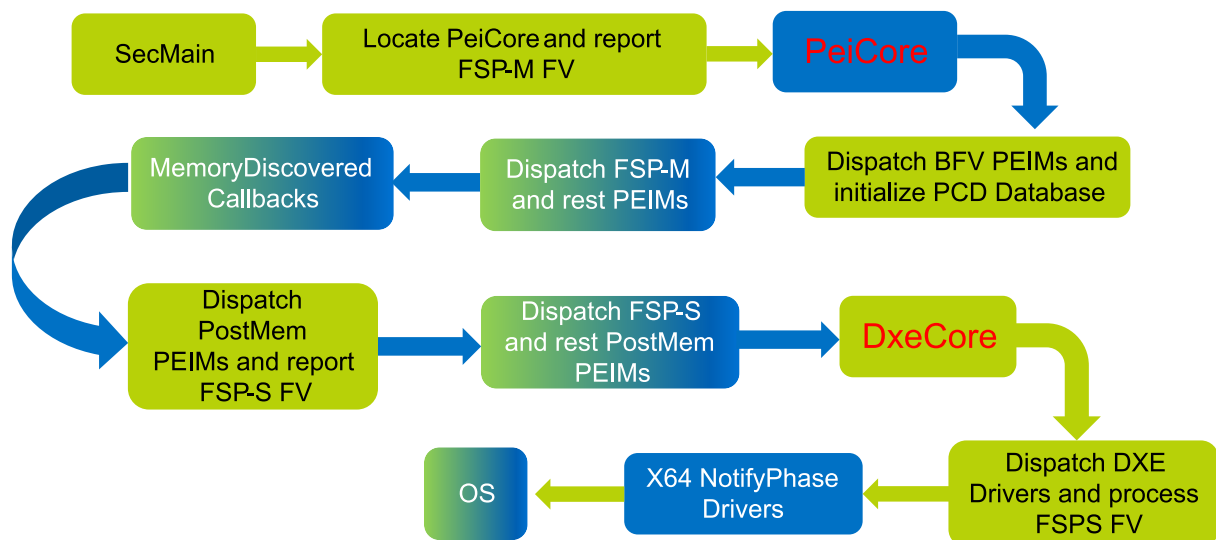 SecMain
Locate PeiCore and report
FSP-M FV
PeiCore
Dispatch BFV PEIMs and
initialize PCD Database
Dispatch FSP-M
and rest PEIMs
MemoryDiscovered
Callbacks
Dispatch
PostMem
PEIMs and report
FSP-S FV
Dispatch FSP-S
and rest PostMem
PEIMs
DxeCore
Dispatch DXE
Drivers and process
FSPS FV
X64 NotifyPhase
Drivers
OS